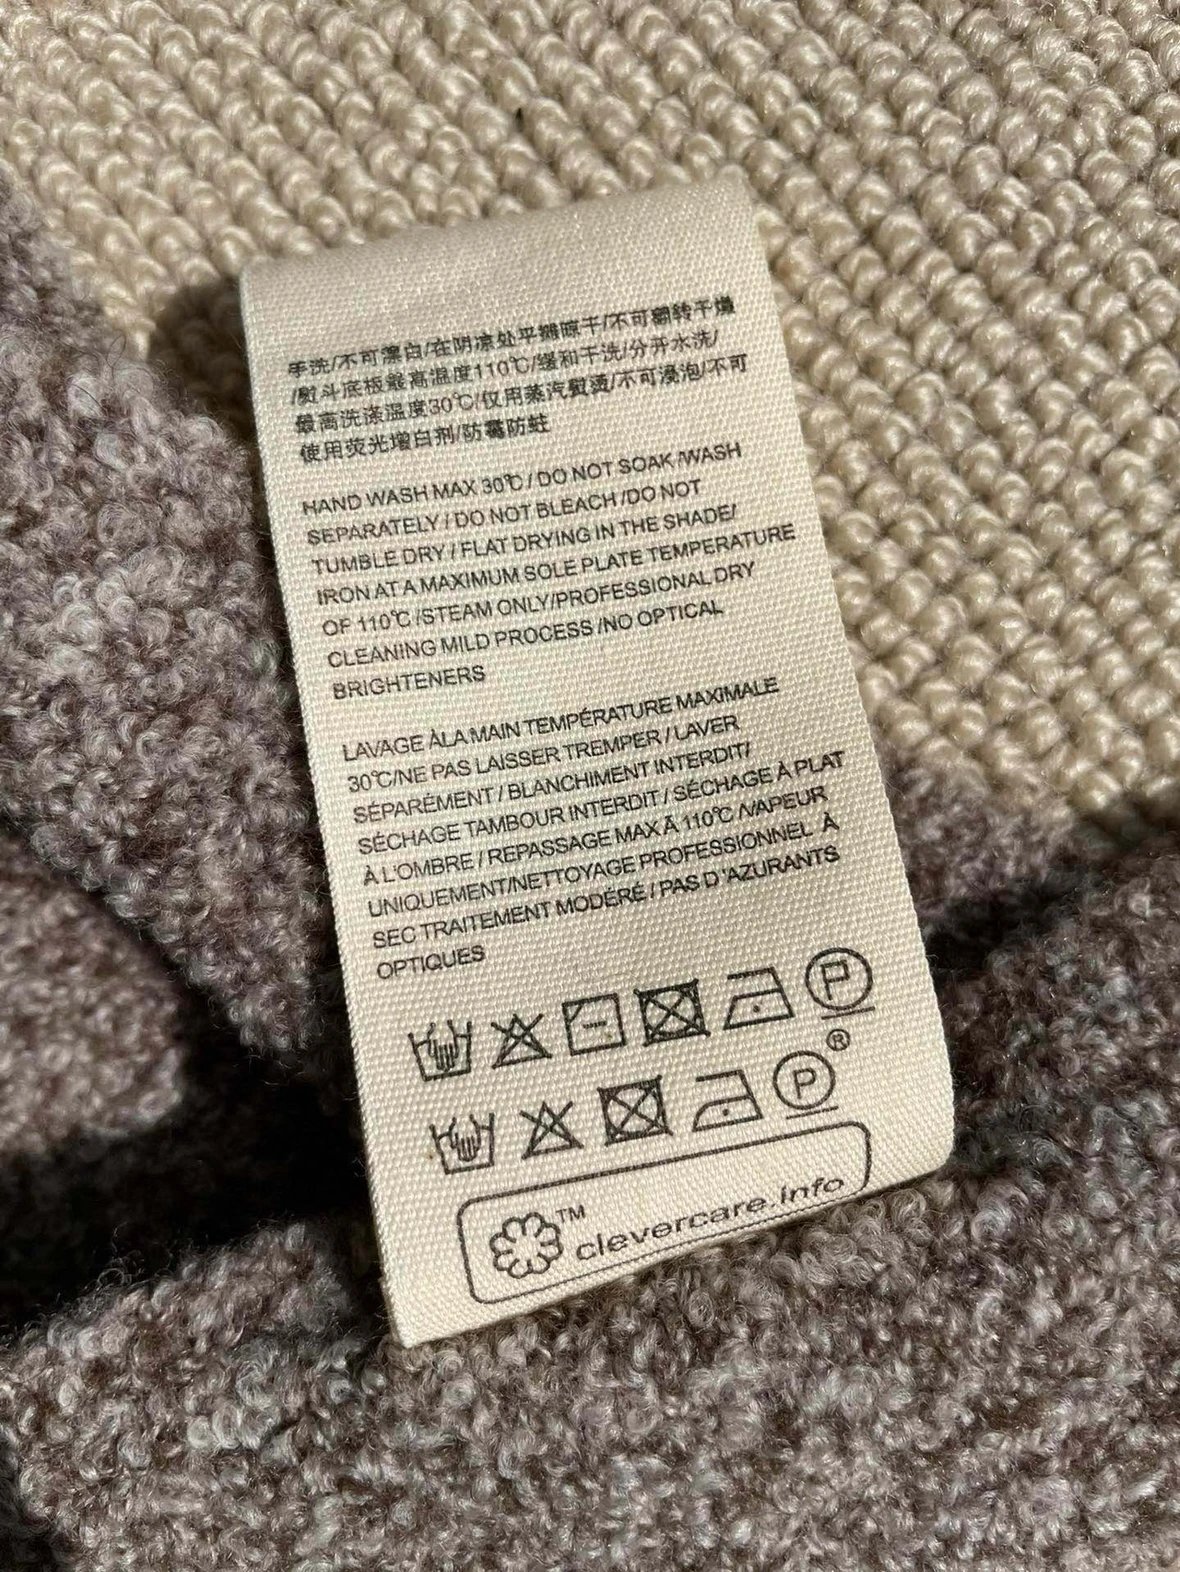 手洗/不可漂白/在阴凉处平摊晾干/不可翻转干燥
/熨斗底板最高温度110℃/缓和干洗/分开水洗/
最高洗涤温度30℃/仅用蒸汽熨烫/不可浸泡/不可
使用荧光增白剂/防霉防蛀
HAND WASH MAX 30℃/ DO NOT SOAK /WASH
SEPARATELY / DO NOT BLEACH /DO NOT
TUMBLE DRY / FLAT DRYING IN THE SHADE/
IRON AT A MAXIMUM SOLE PLATE TEMPERATURE
OF 110℃ /STEAM ONLY/PROFESSIONAL DRY
CLEANING MILD PROCESS /NO OPTICAL
BRIGHTENERS
LAVAGE ÀLA MAIN TEMPÉRATURE MAXIMALE
30℃/NE PAS LAISSER TREMPER / LAVER
SÉPARÉMENT / BLANCHIMENT INTERDIT/
SÉCHAGE TAMBOUR INTERDIT / SÉCHAGE À PLAT
À L'OMBRE / REPASSAGE MAX À 110℃ /VAPEUR
UNIQUEMENT/NETTOYAGE PROFESSIONNEL À
SEC TRAITEMENT MODÉRÉ / PAS D'AZURANTS
OPTIQUES
P
P ®
TM clevercare.info